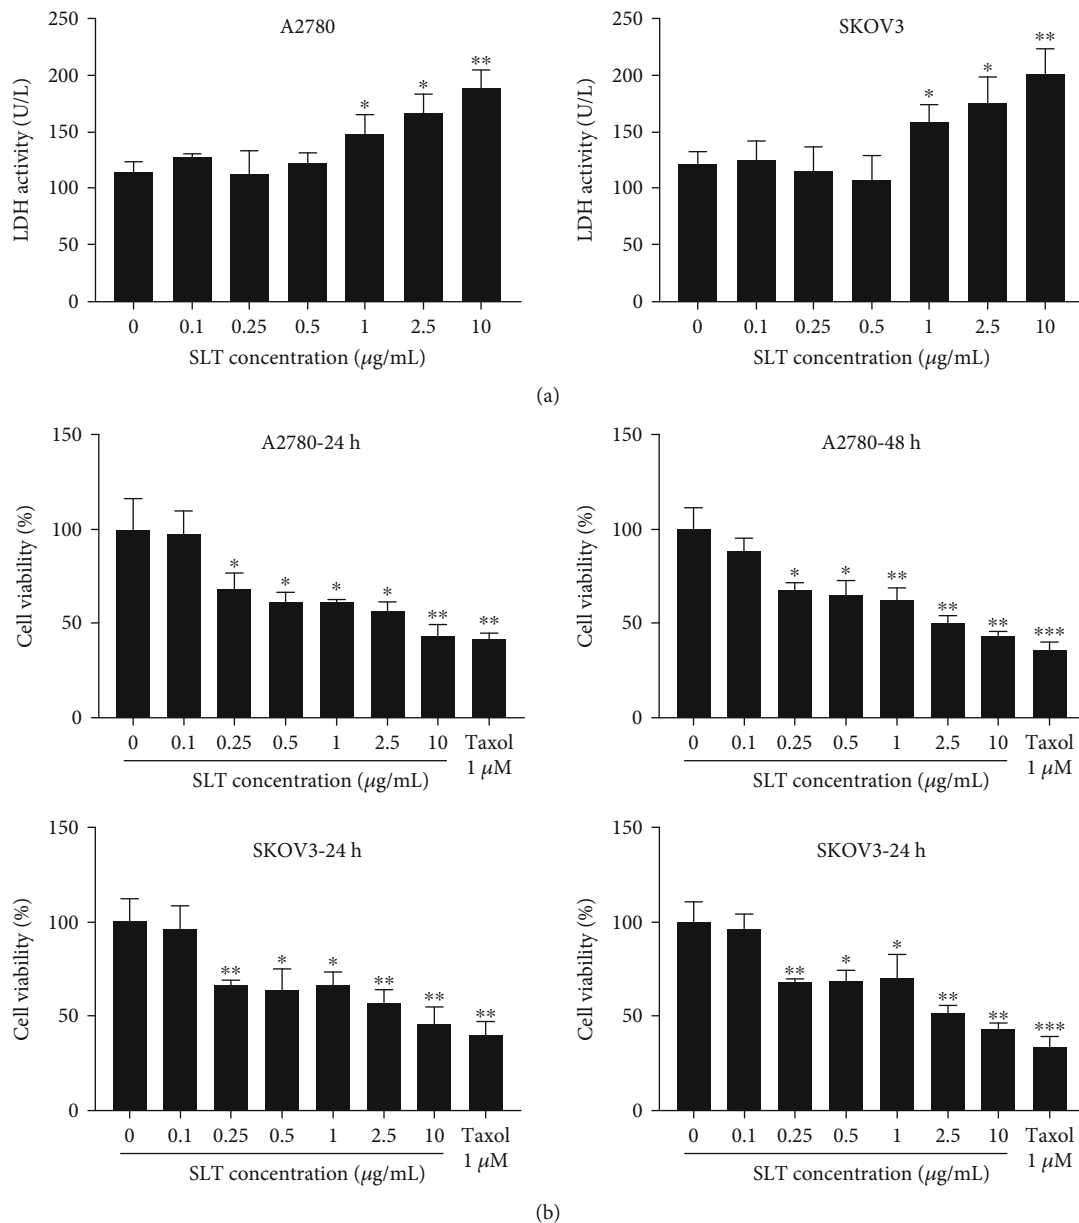 A2780
250
200
150
100
50
0
LDH activity (U/L)
* * **
0 0.1 0.25 0.5 1 2.5 10
SLT concentration (μg/mL)
SKOV3
250
200
150
100
50
0
LDH activity (U/L)
* * **
0 0.1 0.25 0.5 1 2.5 10
SLT concentration (μg/mL)
(a)
A2780-24 h
150
100
50
0
Cell viability (%)
* * * * ** **
0 0.1 0.25 0.5 1 2.5 10 Taxol
1 μM
SLT concentration (μg/mL)
A2780-48 h
150
100
50
0
Cell viability (%)
* * ** ** ** ***
0 0.1 0.25 0.5 1 2.5 10 Taxol
1 μM
SLT concentration (μg/mL)
SKOV3-24 h
150
100
50
0
Cell viability (%)
** * * ** ** **
0 0.1 0.25 0.5 1 2.5 10 Taxol
1 μM
SLT concentration (μg/mL)
SKOV3-24 h
150
100
50
0
Cell viability (%)
** * * ** ** ***
0 0.1 0.25 0.5 1 2.5 10 Taxol
1 μM
SLT concentration (μg/mL)
(b)